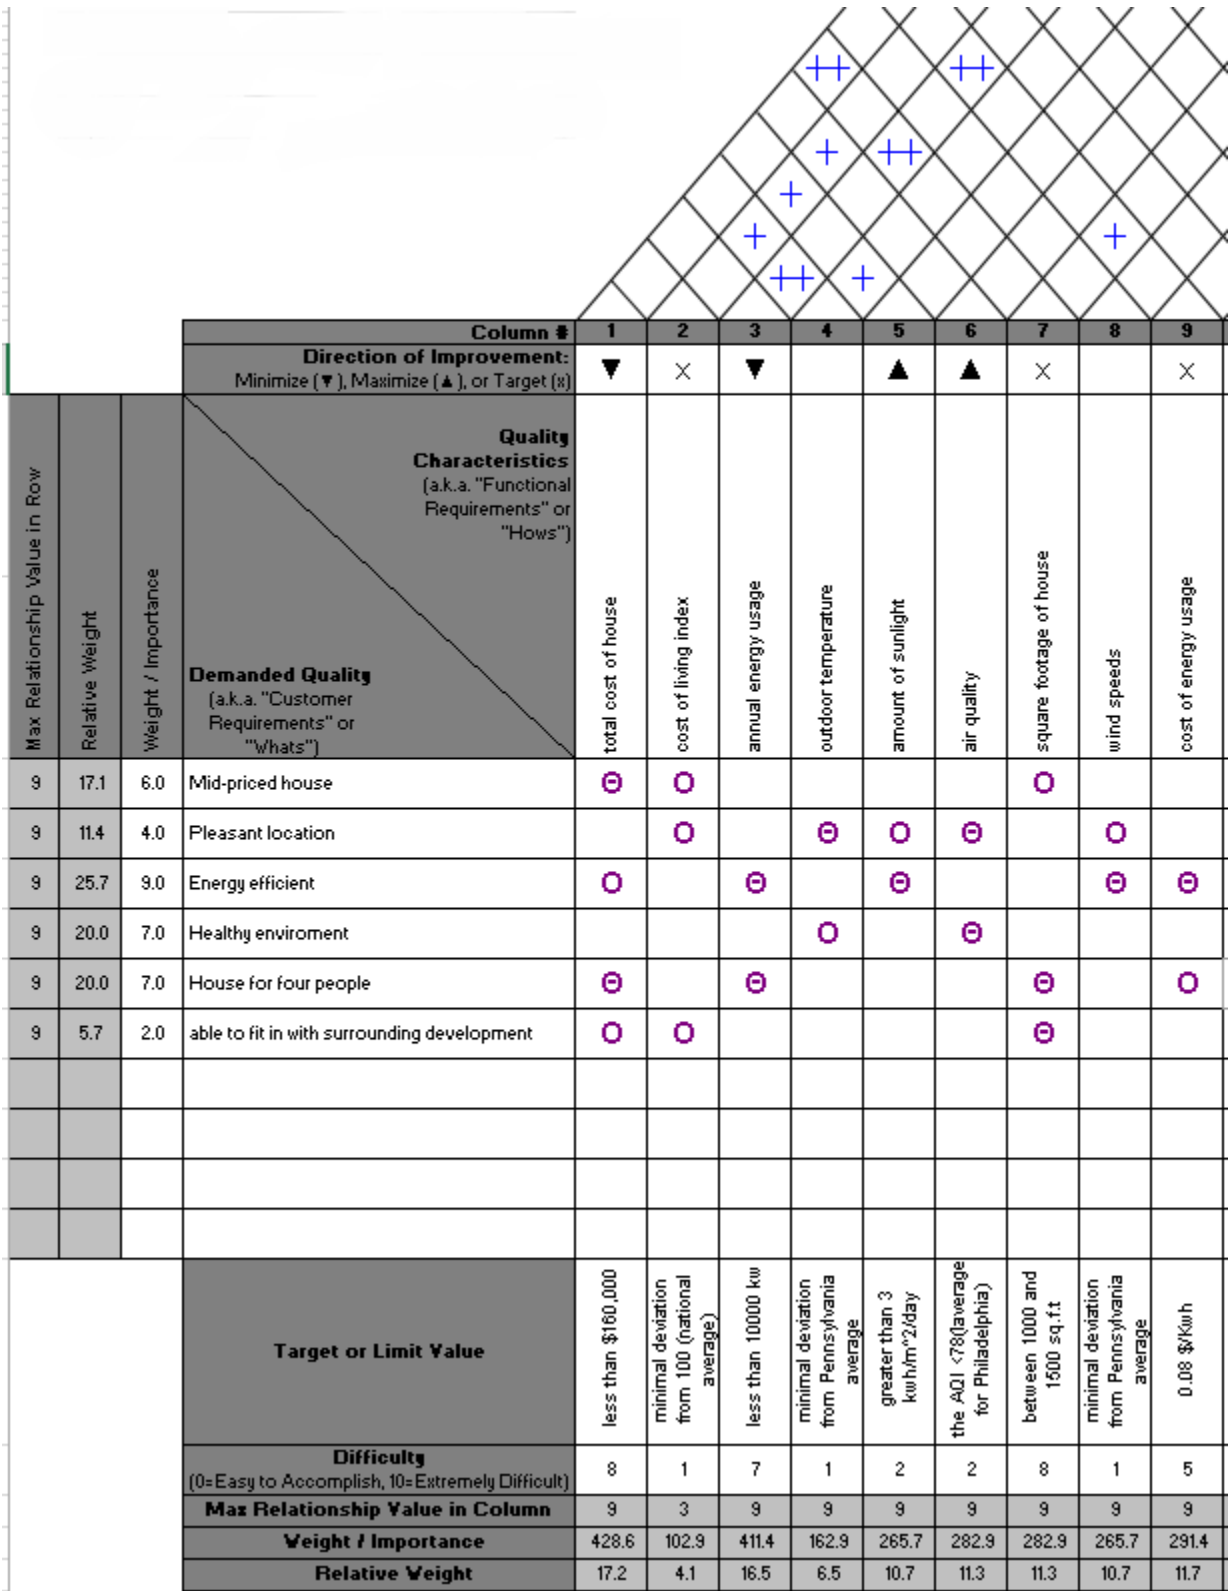 ++ ++
+ ++
+
+ +
++ +
Column # 1 2 3 4 5 6 7 8 9
Direction of Improvement:
Minimize (▼), Maximize (▲), or Target (x) ▼ X ▼ ▲ ▲ X X
Max Relationship Value in Row
Relative Weight
Weight / Importance
Quality
Characteristics
(a.k.a. "Functional
Requirements" or
"Hows")
Demanded Quality
(a.k.a. "Customer
Requirements" or
"Whats")
total cost of house
cost of living index
annual energy usage
outdoor temperature
amount of sunlight
air quality
square footage of house
wind speeds
cost of energy usage
9 17.1 6.0 Mid-priced house Θ Ο Ο
9 11.4 4.0 Pleasant location Ο Θ Ο Θ Ο
9 25.7 9.0 Energy efficient Ο Θ Θ Θ Θ
9 20.0 7.0 Healthy enviroment Ο Θ
9 20.0 7.0 House for four people Θ Θ Θ Ο
9 5.7 2.0 able to fit in with surrounding development Ο Ο Θ
Target or Limit Value
less than $160,000
minimal deviation
from 100 (national
average)
less than 10000 kw
minimal deviation
from Pennsylvania
average
greater than 3
kwh/m^2/day
the AQI <78(laverage
for Philadelphia)
between 1000 and
1500 sq.f.t
minimal deviation
from Pennsylvania
average
0.08 $/Kwh
Difficulty
(0=Easy to Accomplish, 10=Extremely Difficult) 8 1 7 1 2 2 8 1 5
Max Relationship Value in Column 9 3 9 9 9 9 9 9 9
Weight / Importance 428.6 102.9 411.4 162.9 265.7 282.9 282.9 265.7 291.4
Relative Weight 17.2 4.1 16.5 6.5 10.7 11.3 11.3 10.7 11.7